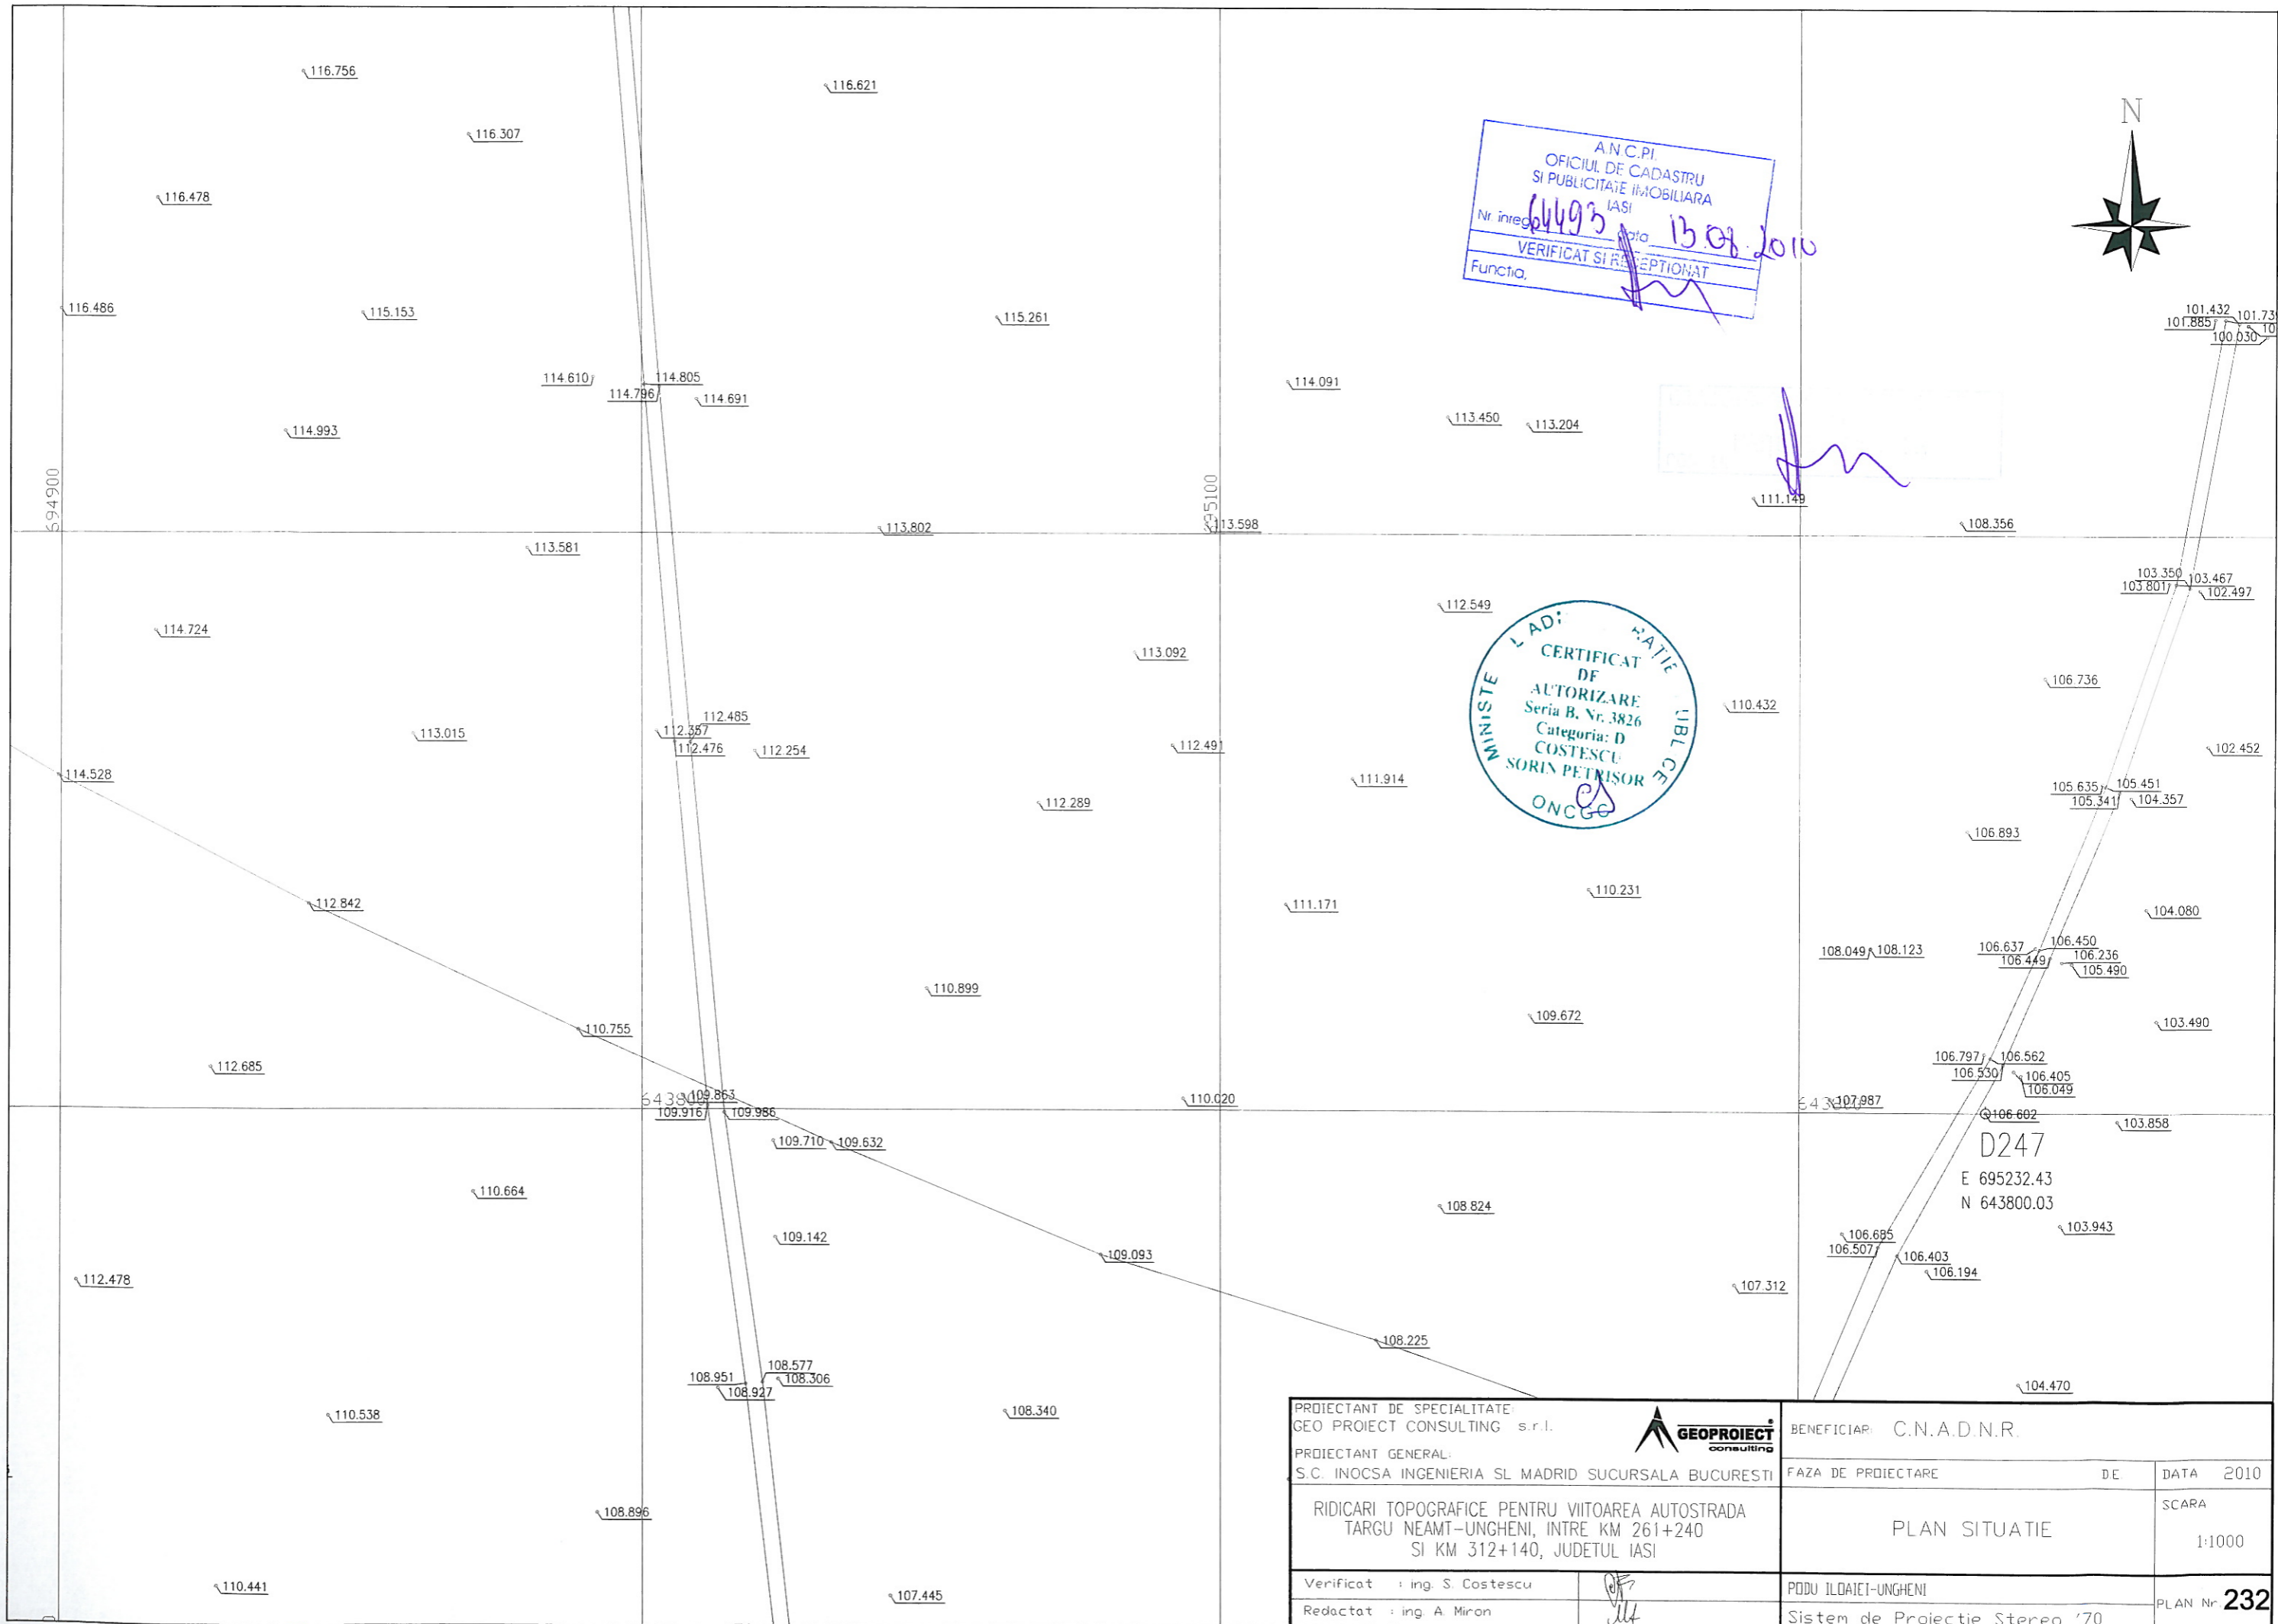 116.756
116.621
N
116.307
A.N.C.P.I.
OFICIUL DE CADASTRU
SI PUBLICITATE IMOBILIARA
IASI
Nr inreg 64493 data 13.08.2010
VERIFICAT SI RECEPTIONAT
Functia,
116.478
116.486
115.153
115.261
101.432
101.885
100.030
114.610
114.805
114.796
114.691
114.091
113.450
113.204
114.993
694900
111.149
113.802
113.598
108.356
113.581
103.350
103.467
103.801
102.497
112.549
114.724
113.092
CERTIFICAT
DE
AUTORIZARE
Seria B, Nr. 3826
Categoria: D
COSTESCU
SORIN PETRIȘOR
ONCGC
106.736
110.432
112.485
112.357
112.476
112.254
113.015
112.491
102.452
114.528
111.914
105.635
105.451
105.341
104.357
112.289
106.893
110.231
112.842
111.171
104.080
108.049
108.123
106.637
106.450
106.449
106.236
105.490
110.899
109.672
110.755
103.490
112.685
106.797
106.562
106.530
106.405
106.049
109.863
109.916
109.986
110.020
107.987
106.602
103.858
D247
E 695232.43
N 643800.03
109.710
109.632
110.664
108.824
109.142
103.943
109.093
106.685
106.507
106.403
106.194
112.478
107.312
108.225
108.577
108.951
108.306
108.927
104.470
110.538
108.340
108.896
110.441
107.445
PROIECTANT DE SPECIALITATE:
GEO PROIECT CONSULTING s.r.l.
GEOPROIECT
consulting
PROIECTANT GENERAL:
S.C. INOCSA INGENIERIA SL MADRID SUCURSALA BUCURESTI
BENEFICIAR: C.N.A.D.N.R.
FAZA DE PROIECTARE DE
DATA 2010
RIDICARI TOPOGRAFICE PENTRU VIITOAREA AUTOSTRADA
TARGU NEAMT-UNGHENI, INTRE KM 261+240
SI KM 312+140, JUDETUL IASI
PLAN SITUATIE
SCARA
1:1000
Verificat : ing. S. Costescu
Redactat : ing. A. Miron
PODU ILOAIEI-UNGHENI
Sistem de Proiectie Stereo '70
PLAN Nr. 232